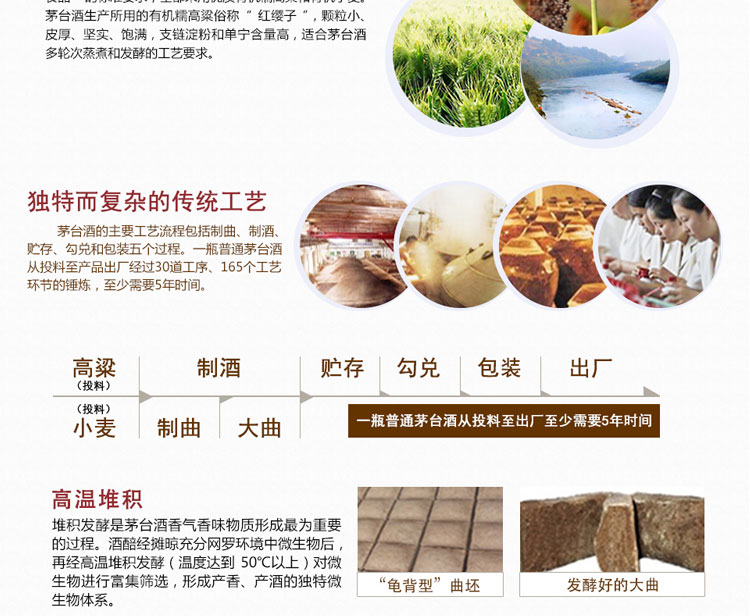 茅台酒生产所用的有机糯高粱俗称“ 红缨子 ”，颗粒小、
皮厚、坚实、饱满，支链淀粉和单宁含量高，适合茅台酒
多轮次蒸煮和发酵的工艺要求。
独特而复杂的传统工艺
茅台酒的主要工艺流程包括制曲、制酒、
贮存、勾兑和包装五个过程。一瓶普通茅台酒
从投料至产品出厂经过30道工序、165个工艺
环节的锤炼，至少需要5年时间。
高粱 制酒 贮存 勾兑 包装 出厂
（投料）
（投料）
小麦 制曲 大曲
一瓶普通茅台酒从投料至出厂至少需要5年时间
高温堆积
堆积发酵是茅台酒香气香味物质形成最为重要
的过程。酒醅经摊晾充分网罗环境中微生物后，
再经高温堆积发酵（温度达到 50℃以上）对微
生物进行富集筛选，形成产香、产酒的独特微
生物体系。
“龟背型”曲坯
发酵好的大曲